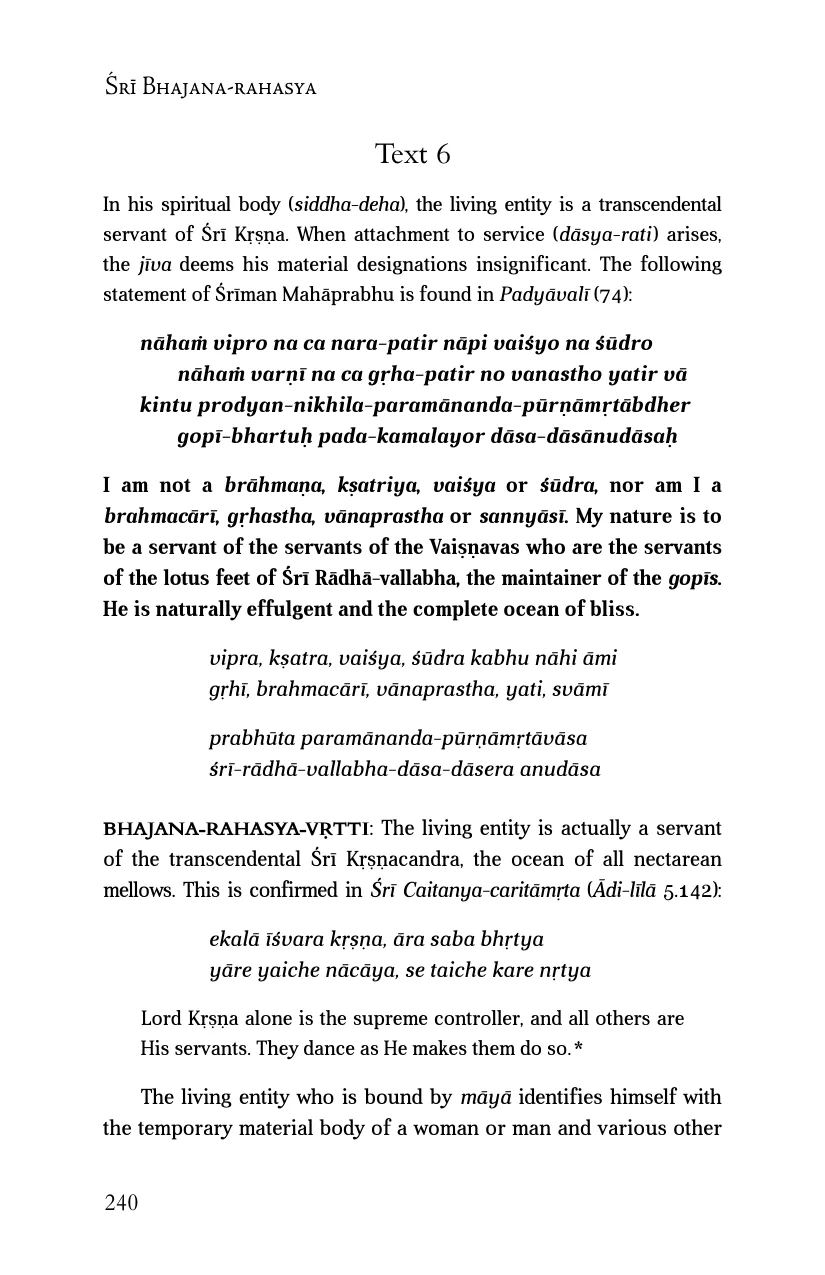 Śrī Bhajana-rahasya
Text 6
In his spiritual body (siddha-deha), the living entity is a transcendental
servant of Śrī Kṛṣṇa. When attachment to service (dāsya-rati) arises,
the jīva deems his material designations insignificant. The following
statement of Śrīman Mahāprabhu is found in Padyāvalī (74):
nāhaṁ vipro na ca nara-patir nāpi vaiśyo na śūdro
nāhaṁ varṇī na ca gṛha-patir no vanastho yatir vā
kintu prodyan-nikhila-paramānanda-pūrṇāmṛtābdher
gopī-bhartuḥ pada-kamalayor dāsa-dāsānudāsaḥ
I am not a brāhmaṇa, kṣatriya, vaiśya or śūdra, nor am I a
brahmacārī, gṛhastha, vānaprastha or sannyāsī. My nature is to
be a servant of the servants of the Vaiṣṇavas who are the servants
of the lotus feet of Śrī Rādhā-vallabha, the maintainer of the gopīs.
He is naturally effulgent and the complete ocean of bliss.
vipra, kṣatra, vaiśya, śūdra kabhu nāhi āmi
gṛhī, brahmacārī, vānaprastha, yati, svāmī
prabhūta paramānanda-pūrṇāmṛtāvāsa
śrī-rādhā-vallabha-dāsa-dāsera anudāsa
BHAJANA-RAHASYA-VṚTTI: The living entity is actually a servant
of the transcendental Śrī Kṛṣṇacandra, the ocean of all nectarean
mellows. This is confirmed in Śrī Caitanya-caritāmṛta (Ādi-līlā 5.142):
ekalā īśvara kṛṣṇa, āra saba bhṛtya
yāre yaiche nācāya, se taiche kare nṛtya
Lord Kṛṣṇa alone is the supreme controller, and all others are
His servants. They dance as He makes them do so.*
The living entity who is bound by māyā identifies himself with
the temporary material body of a woman or man and various other
240